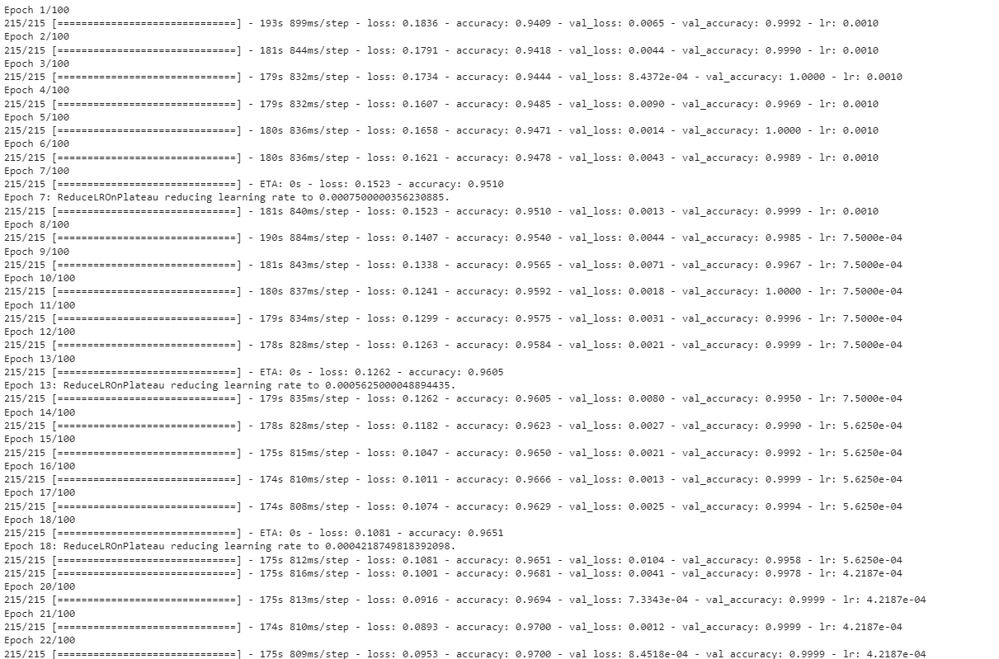 Epoch 1/100
215/215 [==============================] - 193s 899ms/step - loss: 0.1836 - accuracy: 0.9409 - val_loss: 0.0065 - val_accuracy: 0.9992 - lr: 0.0010
Epoch 2/100
215/215 [==============================] - 181s 844ms/step - loss: 0.1791 - accuracy: 0.9418 - val_loss: 0.0044 - val_accuracy: 0.9990 - lr: 0.0010
Epoch 3/100
215/215 [==============================] - 179s 832ms/step - loss: 0.1734 - accuracy: 0.9444 - val_loss: 8.4372e-04 - val_accuracy: 1.0000 - lr: 0.0010
Epoch 4/100
215/215 [==============================] - 179s 832ms/step - loss: 0.1607 - accuracy: 0.9485 - val_loss: 0.0090 - val_accuracy: 0.9969 - lr: 0.0010
Epoch 5/100
215/215 [==============================] - 180s 836ms/step - loss: 0.1658 - accuracy: 0.9471 - val_loss: 0.0014 - val_accuracy: 1.0000 - lr: 0.0010
Epoch 6/100
215/215 [==============================] - 180s 836ms/step - loss: 0.1621 - accuracy: 0.9478 - val_loss: 0.0043 - val_accuracy: 0.9989 - lr: 0.0010
Epoch 7/100
215/215 [==============================] - ETA: 0s - loss: 0.1523 - accuracy: 0.9510
Epoch 7: ReduceLROnPlateau reducing learning rate to 0.0007500000356230885.
215/215 [==============================] - 181s 840ms/step - loss: 0.1523 - accuracy: 0.9510 - val_loss: 0.0013 - val_accuracy: 0.9999 - lr: 0.0010
Epoch 8/100
215/215 [==============================] - 190s 884ms/step - loss: 0.1407 - accuracy: 0.9540 - val_loss: 0.0044 - val_accuracy: 0.9985 - lr: 7.5000e-04
Epoch 9/100
215/215 [==============================] - 181s 843ms/step - loss: 0.1338 - accuracy: 0.9565 - val_loss: 0.0071 - val_accuracy: 0.9967 - lr: 7.5000e-04
Epoch 10/100
215/215 [==============================] - 180s 837ms/step - loss: 0.1241 - accuracy: 0.9592 - val_loss: 0.0018 - val_accuracy: 1.0000 - lr: 7.5000e-04
Epoch 11/100
215/215 [==============================] - 179s 834ms/step - loss: 0.1299 - accuracy: 0.9575 - val_loss: 0.0031 - val_accuracy: 0.9996 - lr: 7.5000e-04
Epoch 12/100
215/215 [==============================] - 178s 828ms/step - loss: 0.1263 - accuracy: 0.9584 - val_loss: 0.0021 - val_accuracy: 0.9999 - lr: 7.5000e-04
Epoch 13/100
215/215 [==============================] - ETA: 0s - loss: 0.1262 - accuracy: 0.9605
Epoch 13: ReduceLROnPlateau reducing learning rate to 0.0005625000048894435.
215/215 [==============================] - 179s 835ms/step - loss: 0.1262 - accuracy: 0.9605 - val_loss: 0.0080 - val_accuracy: 0.9950 - lr: 7.5000e-04
Epoch 14/100
215/215 [==============================] - 178s 828ms/step - loss: 0.1182 - accuracy: 0.9623 - val_loss: 0.0027 - val_accuracy: 0.9990 - lr: 5.6250e-04
Epoch 15/100
215/215 [==============================] - 175s 815ms/step - loss: 0.1047 - accuracy: 0.9650 - val_loss: 0.0021 - val_accuracy: 0.9992 - lr: 5.6250e-04
Epoch 16/100
215/215 [==============================] - 174s 810ms/step - loss: 0.1011 - accuracy: 0.9666 - val_loss: 0.0013 - val_accuracy: 0.9999 - lr: 5.6250e-04
Epoch 17/100
215/215 [==============================] - 174s 808ms/step - loss: 0.1074 - accuracy: 0.9629 - val_loss: 0.0025 - val_accuracy: 0.9994 - lr: 5.6250e-04
Epoch 18/100
215/215 [==============================] - ETA: 0s - loss: 0.1081 - accuracy: 0.9651
Epoch 18: ReduceLROnPlateau reducing learning rate to 0.0004218749818392098.
215/215 [==============================] - 175s 812ms/step - loss: 0.1081 - accuracy: 0.9651 - val_loss: 0.0104 - val_accuracy: 0.9958 - lr: 5.6250e-04
215/215 [==============================] - 175s 816ms/step - loss: 0.1001 - accuracy: 0.9681 - val_loss: 0.0041 - val_accuracy: 0.9978 - lr: 4.2187e-04
Epoch 20/100
215/215 [==============================] - 175s 813ms/step - loss: 0.0916 - accuracy: 0.9694 - val_loss: 7.3343e-04 - val_accuracy: 0.9999 - lr: 4.2187e-04
Epoch 21/100
215/215 [==============================] - 174s 810ms/step - loss: 0.0893 - accuracy: 0.9700 - val_loss: 0.0012 - val_accuracy: 0.9999 - lr: 4.2187e-04
Epoch 22/100
215/215 [==============================] - 175s 809ms/step - loss: 0.0953 - accuracy: 0.9700 - val_loss: 8.4518e-04 - val_accuracy: 0.9999 - lr: 4.2187e-04